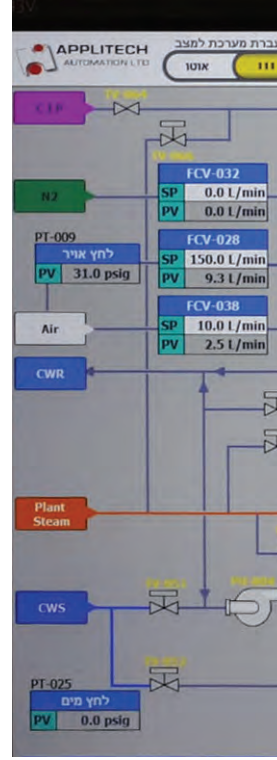 APPLITECH
AUTOMATION LTD
עברת מערכת למצב
אוטו
CIP
FCV-032
SP 0.0 L/min
PV 0.0 L/min
N2
PT-009
לחץ אויר
PV 31.0 psig
FCV-028
SP 150.0 L/min
PV 9.3 L/min
FCV-038
SP 10.0 L/min
PV 2.5 L/min
Air
CWR
Plant
Steam
CWS
PT-025
לחץ מים
PV 0.0 psig